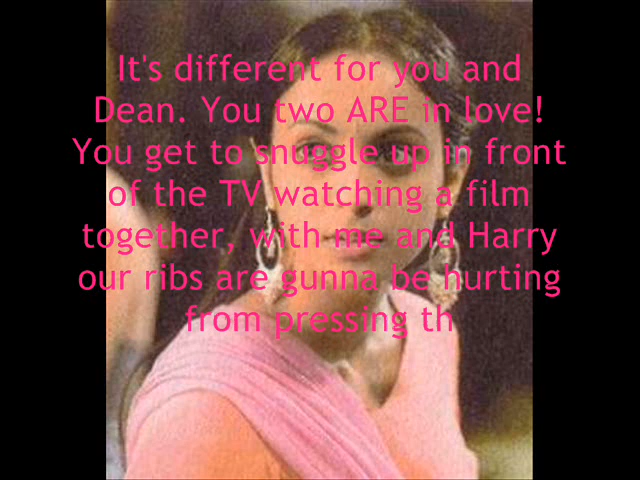 It's different for you and
Dean. You two ARE in love!
You get to snuggle up in front
of the TV watching a film
together, with me and Harry
our ribs are gunna be hurting
from pressing th